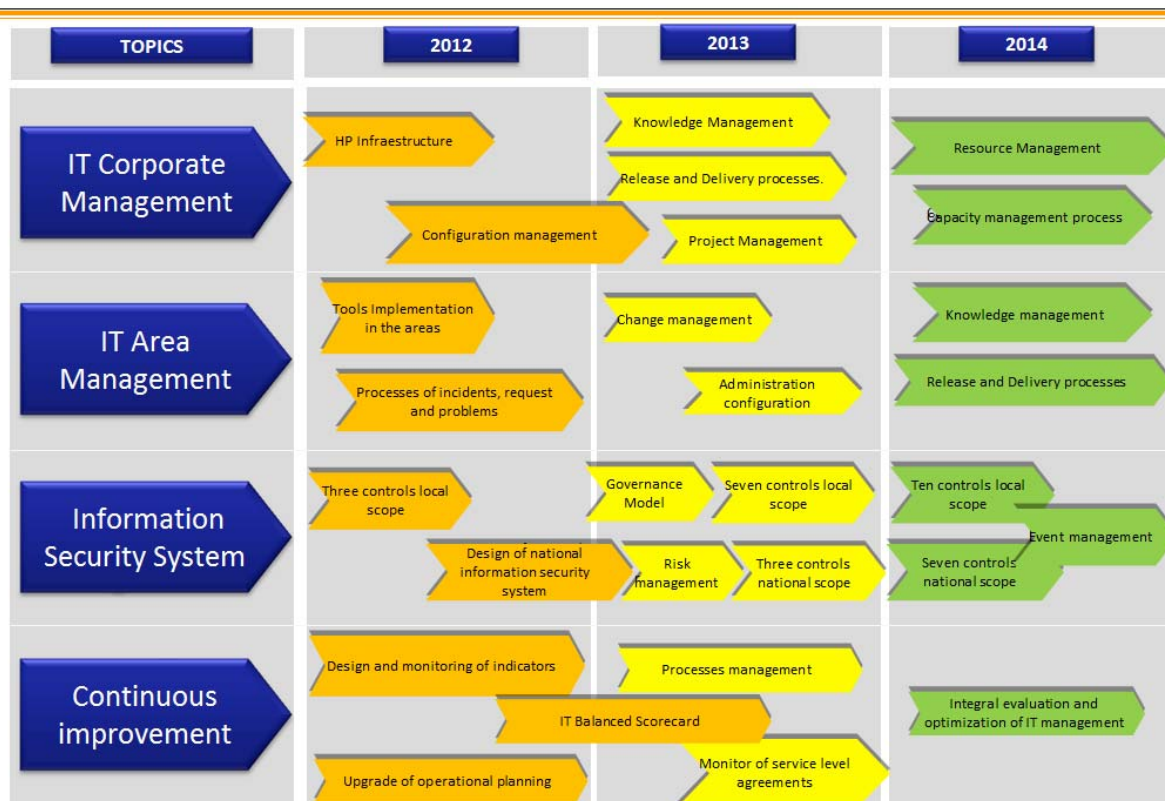 TOPICS
2012
2013
2014
IT Corporate
Management
HP Infraestructure
Configuration management
Knowledge Management
Release and Delivery processes.
Project Management
Resource Management
Capacity management process
IT Area
Management
Tools Implementation
in the areas
Processes of incidents, request
and problems
Change management
Administration
configuration
Knowledge management
Release and Delivery processes
Information
Security System
Three controls local
scope
Design of national
information security
system
Governance
Model
Seven controls local
scope
Risk
management
Three controls
national scope
Ten controls local
scope
Event management
Seven controls
national scope
Continuous
improvement
Design and monitoring of indicators
IT Balanced Scorecard
Upgrade of operational planning
Processes management
Monitor of service level
agreements
Integral evaluation and
optimization of IT management